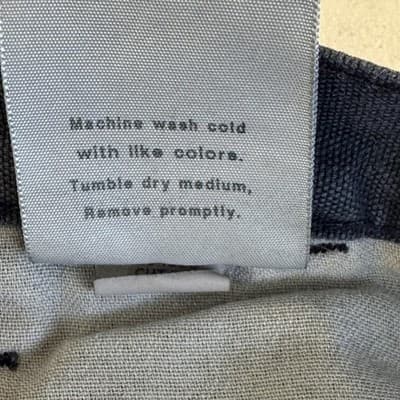 Machine wash cold
with like colors.
Tumble dry medium,
Remove promptly.